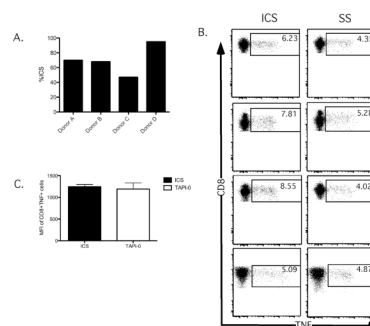 A.
%ICS
100
80
60
40
20
0
Donor A
Donor B
Donor C
Donor D
B.
ICS SS
6.23
7.81 5.28
8.55 4.02
5.09 4.87
CD8
TNF
C.
MFI of CD8+TNF+ cells
1500
1000
500
0
ICS TAPI-0
ICS
TAPI-0